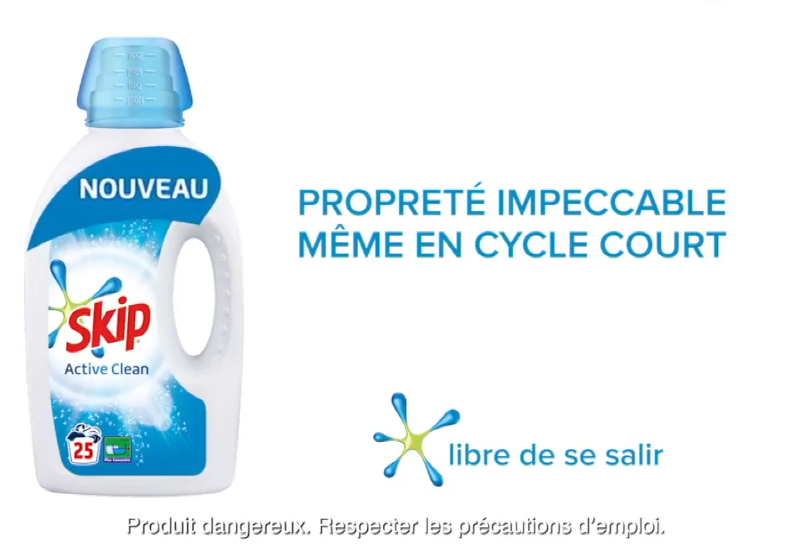 NOUVEAU
Skip
Active Clean
25
PROPRETÉ IMPECCABLE
MÊME EN CYCLE COURT
libre de se salir
Produit dangereux. Respecter les précautions d'emploi.